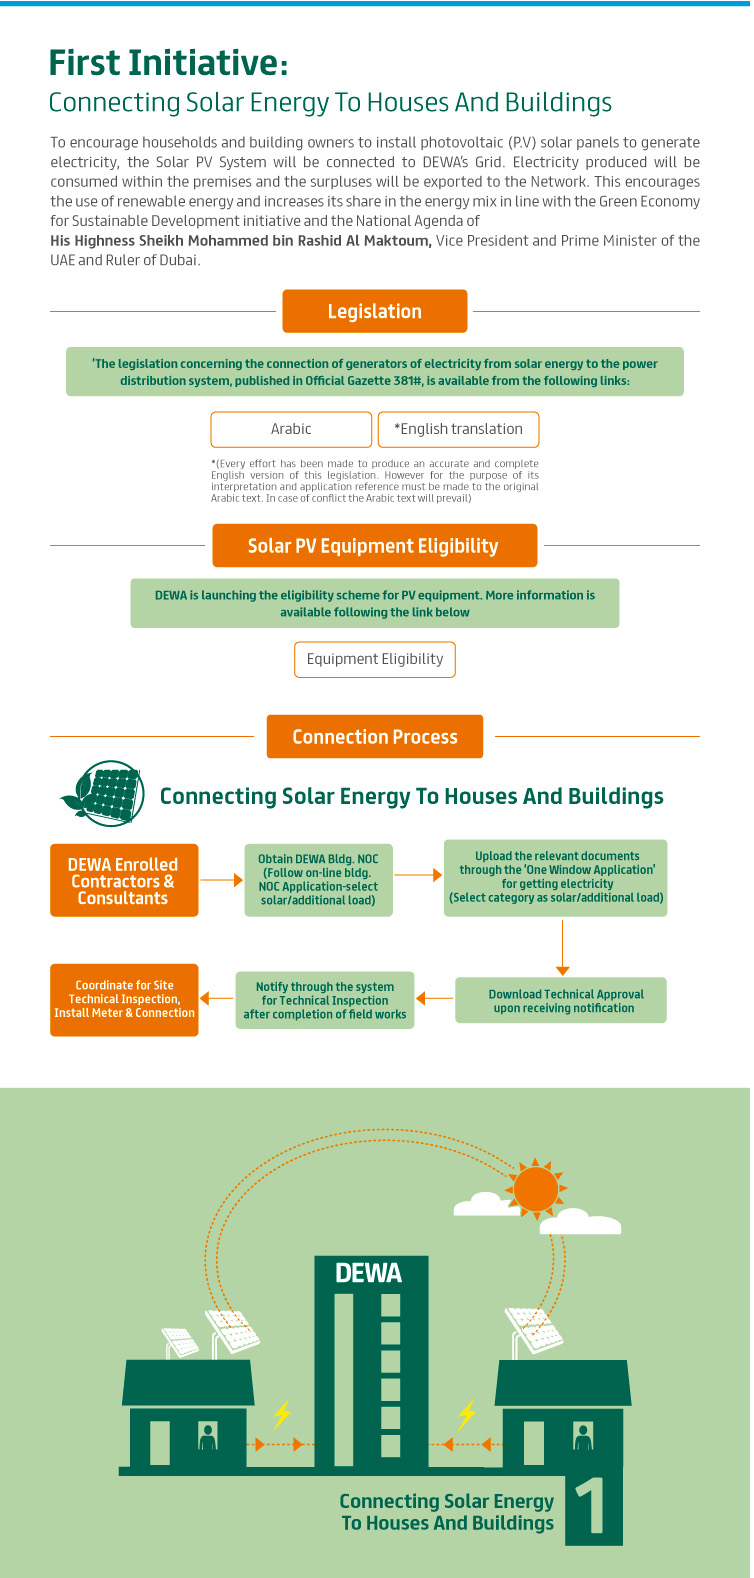 First Initiative:
Connecting Solar Energy To Houses And Buildings
To encourage households and building owners to install photovoltaic (P.V) solar panels to generate
electricity, the Solar PV System will be connected to DEWA's Grid. Electricity produced will be
consumed within the premises and the surpluses will be exported to the Network. This encourages
the use of renewable energy and increases its share in the energy mix in line with the Green Economy
for Sustainable Development initiative and the National Agenda of
His Highness Sheikh Mohammed bin Rashid Al Maktoum, Vice President and Prime Minister of the
UAE and Ruler of Dubai.
Legislation
'The legislation concerning the connection of generators of electricity from solar energy to the power
distribution system, published in Official Gazette 381#, is available from the following links:
Arabic
*English translation
*(Every effort has been made to produce an accurate and complete
English version of this legislation. However for the purpose of its
interpretation and application reference must be made to the original
Arabic text. In case of conflict the Arabic text will prevail)
Solar PV Equipment Eligibility
DEWA is launching the eligibility scheme for PV equipment. More information is
available following the link below
Equipment Eligibility
Connection Process
Connecting Solar Energy To Houses And Buildings
DEWA Enrolled
Contractors &
Consultants
Obtain DEWA Bldg. NOC
(Follow on-line bldg.
NOC Application-select
solar/additional load)
Upload the relevant documents
through the 'One Window Application'
for getting electricity
(Select category as solar/additional load)
Download Technical Approval
upon receiving notification
Notify through the system
for Technical Inspection
after completion of field works
Coordinate for Site
Technical Inspection,
Install Meter & Connection
DEWA
Connecting Solar Energy
To Houses And Buildings
1